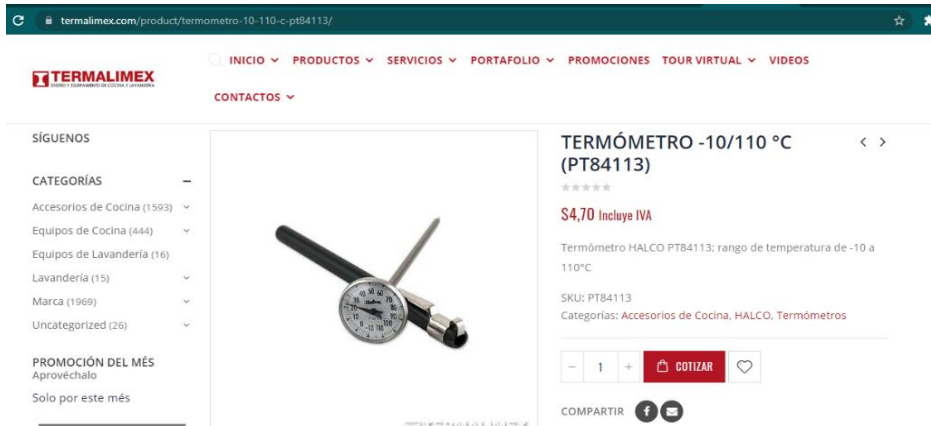 termalimex.com/product/termometro-10-110-c-pt84113/
TERMALIMEX
INICIO PRODUCTOS SERVICIOS PORTAFOLIO PROMOCIONES TOUR VIRTUAL VIDEOS
CONTACTOS
SÍGUENOS
CATEGORÍAS
Accesorios de Cocina (1593)
Equipos de Cocina (444)
Equipos de Lavandería (16)
Lavandería (15)
Marca (1969)
Uncategorized (26)
PROMOCIÓN DEL MÉS
Aprovéchalo
Solo por este més
TERMÓMETRO -10/110 °C
(PT84113)
$4,70 Incluye IVA
Termómetro HALCO PT84113; rango de temperatura de -10 a
110°C
SKU: PT84113
Categorías: Accesorios de Cocina, HALCO, Termómetros
- 1 + COTIZAR
COMPARTIR